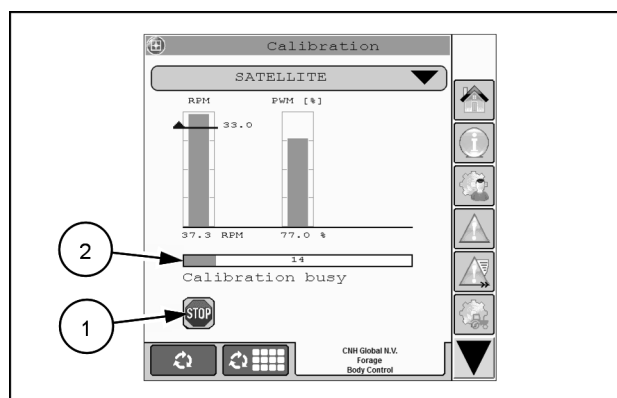 Calibration
SATELLITE
RPM PWM [%]
33.0
37.3 RPM 77.0 %
2
14
Calibration busy
STOP
1
CNH Global N.V.
Forage
Body Control